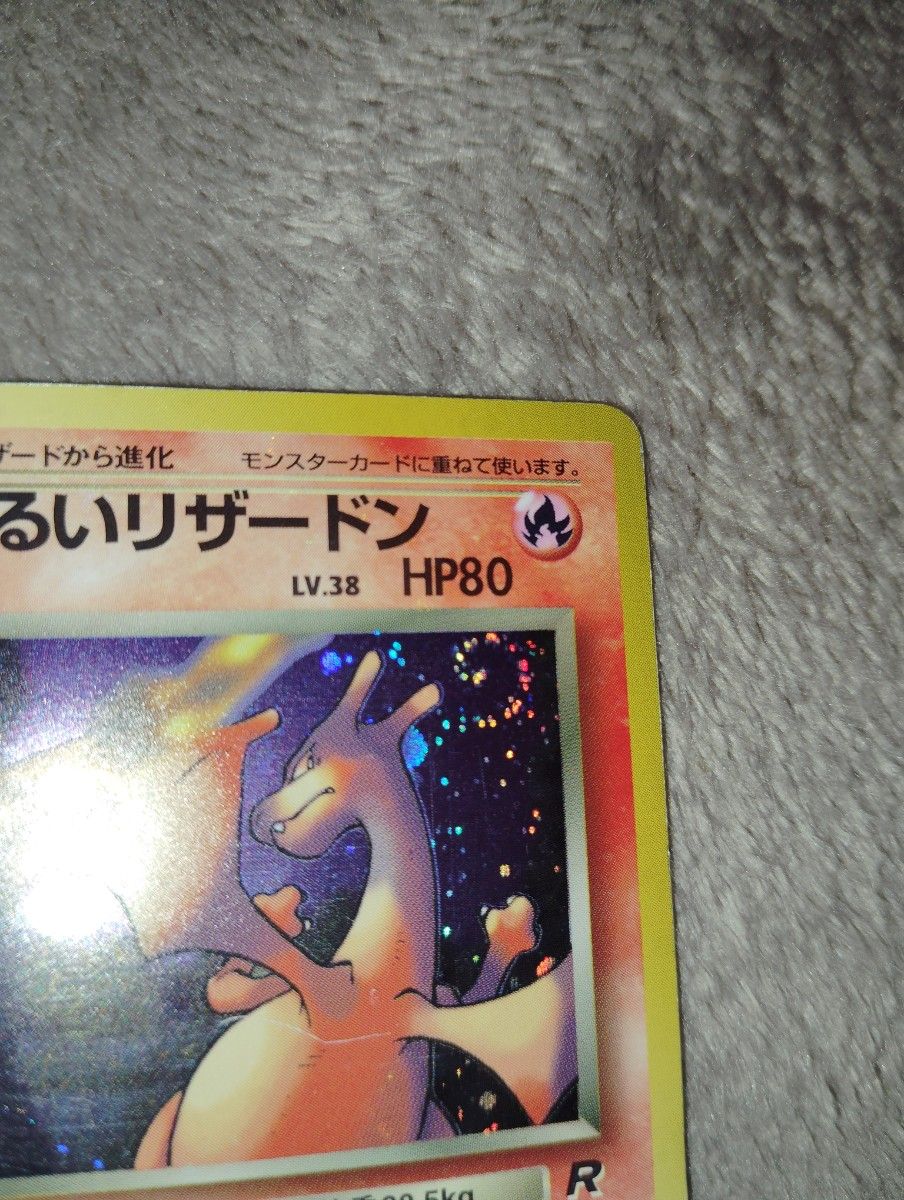 ザードから進化 モンスターカードに重ねて使います。
るいリザードン
LV.38 HP80
R